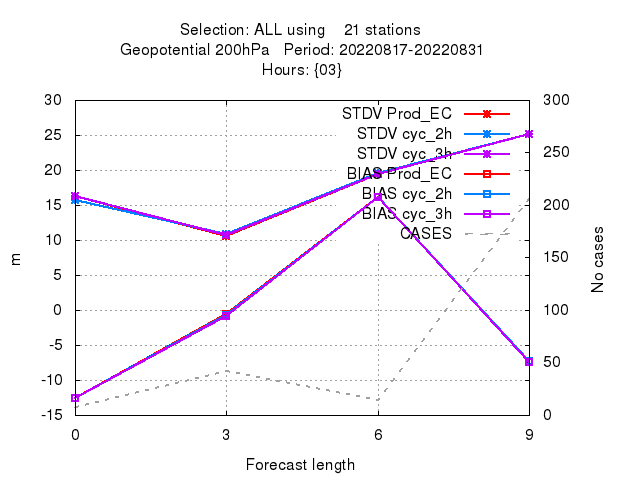 Selection: ALL using    21 stations
Geopotential 200hPa   Period: 20220817-20220831
Hours: {03}
30
25
20
15
10
5
0
-5
-10
-15
m
STDV Prod_EC
STDV cyc_2h
STDV cyc_3h
BIAS Prod_EC
BIAS cyc_2h
BIAS cyc_3h
CASES
300
250
200
150
100
50
0
No cases
0 3 6 9
Forecast length